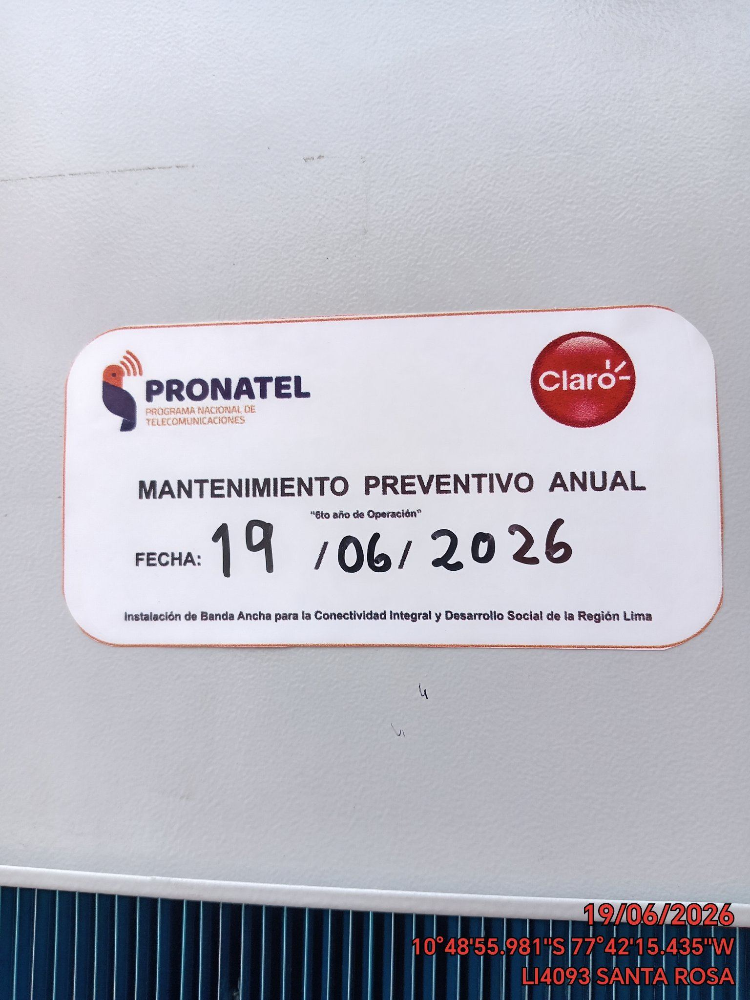 PRONATEL
PROGRAMA NACIONAL DE
TELECOMUNICACIONES
Claro
MANTENIMIENTO PREVENTIVO ANUAL
"6to año de Operación"
FECHA: 19 / 06 / 2026
Instalación de Banda Ancha para la Conectividad Integral y Desarrollo Social de la Región Lima
19/06/2026
10°48'55.981"S 77°42'15.435"W
LI4093 SANTA ROSA